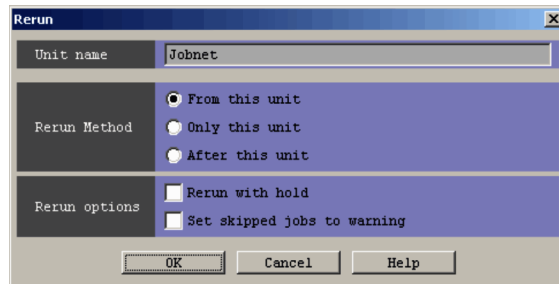 Rerun
Unit name
Jobnet
Rerun Method
From this unit
Only this unit
After this unit
Rerun options
Rerun with hold
Set skipped jobs to warning
OK
Cancel
Help